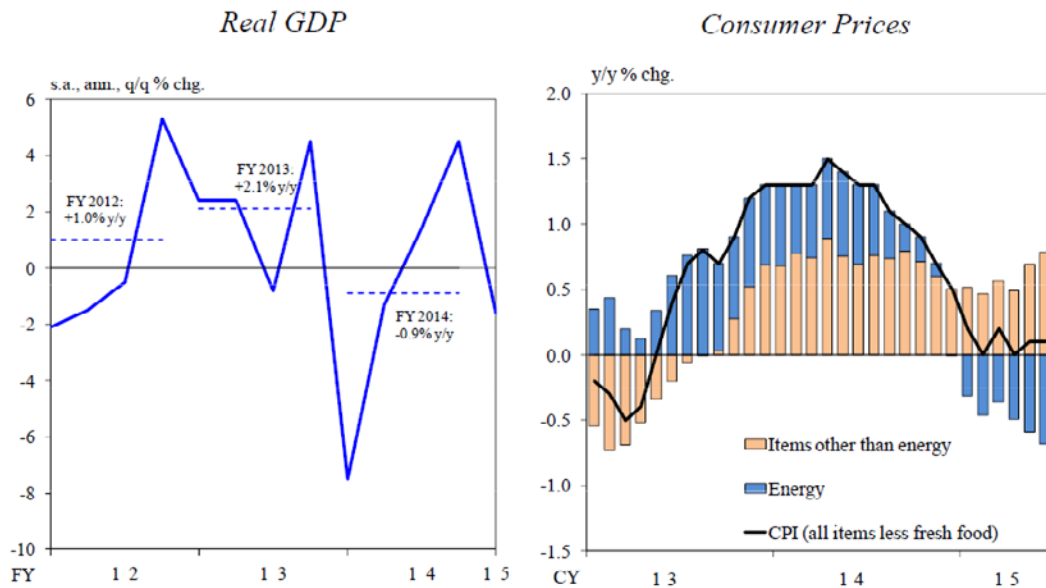 Real GDP
s.a., ann., q/q % chg.
6
4
2
0
-2
-4
-6
-8
-10
FY 2012:
+1.0% y/y
FY 2013:
+2.1% y/y
FY 2014:
-0.9% y/y
FY 12 13 14 15
Consumer Prices
y/y % chg.
2.0
1.5
1.0
0.5
0.0
-0.5
-1.0
-1.5
Items other than energy
Energy
CPI (all items less fresh food)
CY 13 14 15